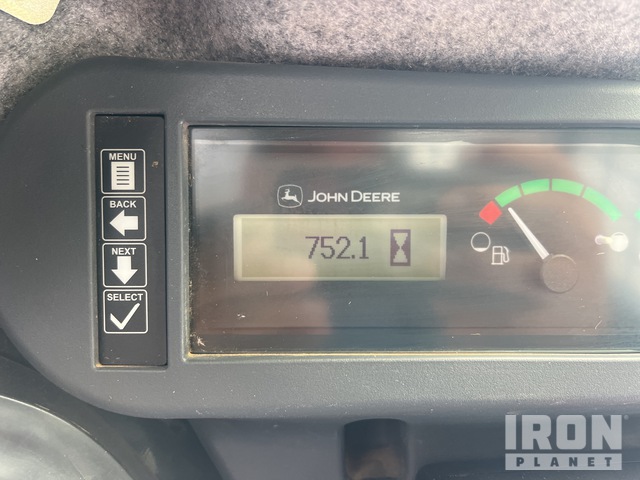 MENU
BACK
NEXT
SELECT
JOHN DEERE
752.1
IRON
PLANET